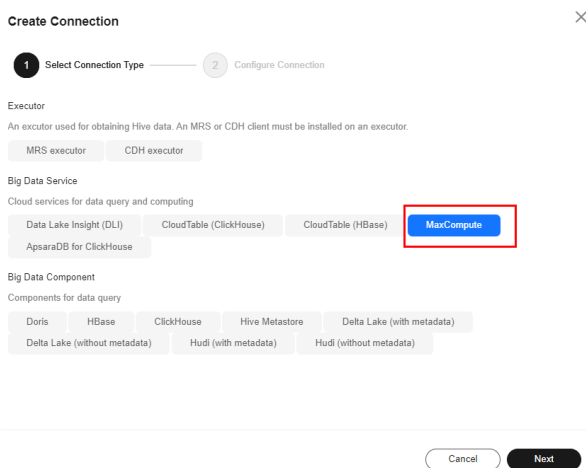 Create Connection
1 Select Connection Type 2 Configure Connection
Executor
An excutor used for obtaining Hive data. An MRS or CDH client must be installed on an executor.
MRS executor CDH executor
Big Data Service
Cloud services for data query and computing
Data Lake Insight (DLI) CloudTable (ClickHouse) CloudTable (HBase) MaxCompute
ApsaraDB for ClickHouse
Big Data Component
Components for data query
Doris HBase ClickHouse Hive Metastore Delta Lake (with metadata)
Delta Lake (without metadata) Hudi (with metadata) Hudi (without metadata)
Cancel Next